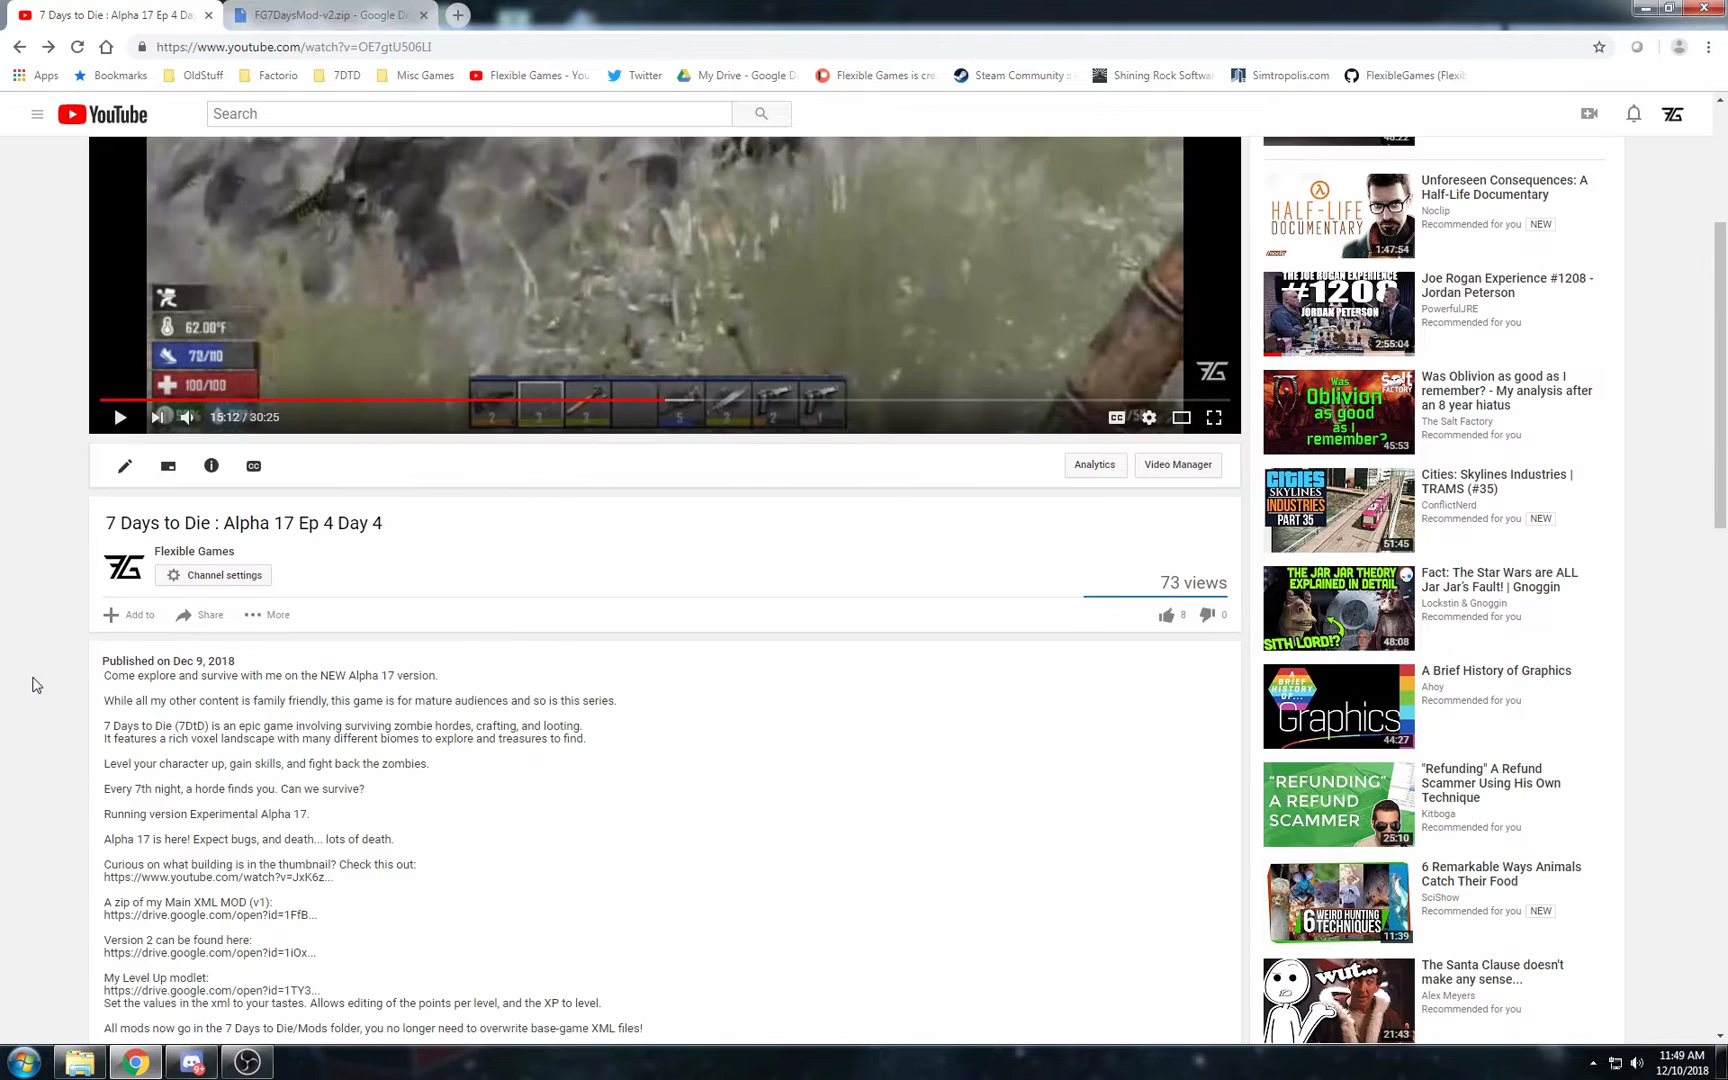 7 Days to Die : Alpha 17 Ep 4 Da
FG7DaysMod-v2.zip - Google D
https://www.youtube.com/watch?v=OE7gtU506LI
Apps
Bookmarks
OldStuff
Factorio
7DTD
Misc Games
Flexible Games - You
Twitter
My Drive - Google D
Flexible Games is cre
Steam Community ::
Shining Rock Softwa
Simtropolis.com
FlexibleGames (Flexib
YouTube
Search
62.00°F
100/100
2
3
3
5
3
2
1
15:12 / 30:25
CC
Analytics
Video Manager
7 Days to Die : Alpha 17 Ep 4 Day 4
Flexible Games
Channel settings
73 views
Add to
Share
More
8
0
Published on Dec 9, 2018
Come explore and survive with me on the NEW Alpha 17 version.
While all my other content is family friendly, this game is for mature audiences and so is this series.
7 Days to Die (7DtD) is an epic game involving surviving zombie hordes, crafting, and looting.
It features a rich voxel landscape with many different biomes to explore and treasures to find.
Level your character up, gain skills, and fight back the zombies.
Every 7th night, a horde finds you. Can we survive?
Running version Experimental Alpha 17.
Alpha 17 is here! Expect bugs, and death... lots of death.
Curious on what building is in the thumbnail? Check this out:
https://www.youtube.com/watch?v=JxK6z...
A zip of my Main XML MOD (v1):
https://drive.google.com/open?id=1FfB...
Version 2 can be found here:
https://drive.google.com/open?id=1iOx...
My Level Up modlet:
https://drive.google.com/open?id=1TY3...
Set the values in the xml to your tastes. Allows editing of the points per level, and the XP to level.
All mods now go in the 7 Days to Die/Mods folder, you no longer need to overwrite base-game XML files!
HALF-LIFE
DOCUMENTARY
1:47:54
Unforeseen Consequences: A
Half-Life Documentary
Noclip
Recommended for you NEW
THE JOE ROGAN EXPERIENCE
#1208
JORDAN PETERSON
2:55:04
Joe Rogan Experience #1208 -
Jordan Peterson
PowerfulJRE
Recommended for you
Was
Oblivion
as good
as I
remember?
SALT
FACTORY
45:53
Was Oblivion as good as I
remember? - My analysis after
an 8 year hiatus
The Salt Factory
Recommended for you
CITIES
SKYLINES
INDUSTRIES
PART 35
51:45
Cities: Skylines Industries |
TRAMS (#35)
ConflictNerd
Recommended for you NEW
THE JAR JAR THEORY
EXPLAINED IN DETAIL
SITH LORD!?
48:08
Fact: The Star Wars are ALL
Jar Jar's Fault! | Gnoggin
Lockstin & Gnoggin
Recommended for you
A BRIEF
HISTORY
OF...
Graphics
44:27
A Brief History of Graphics
Ahoy
Recommended for you
"REFUNDING"
A REFUND
SCAMMER
25:10
"Refunding" A Refund
Scammer Using His Own
Technique
Kitboga
Recommended for you
6 WEIRD HUNTING
TECHNIQUES
11:39
6 Remarkable Ways Animals
Catch Their Food
SciShow
Recommended for you NEW
wut...
21:43
The Santa Clause doesn't
make any sense...
Alex Meyers
Recommended for you
9+
11:49 AM
12/10/2018